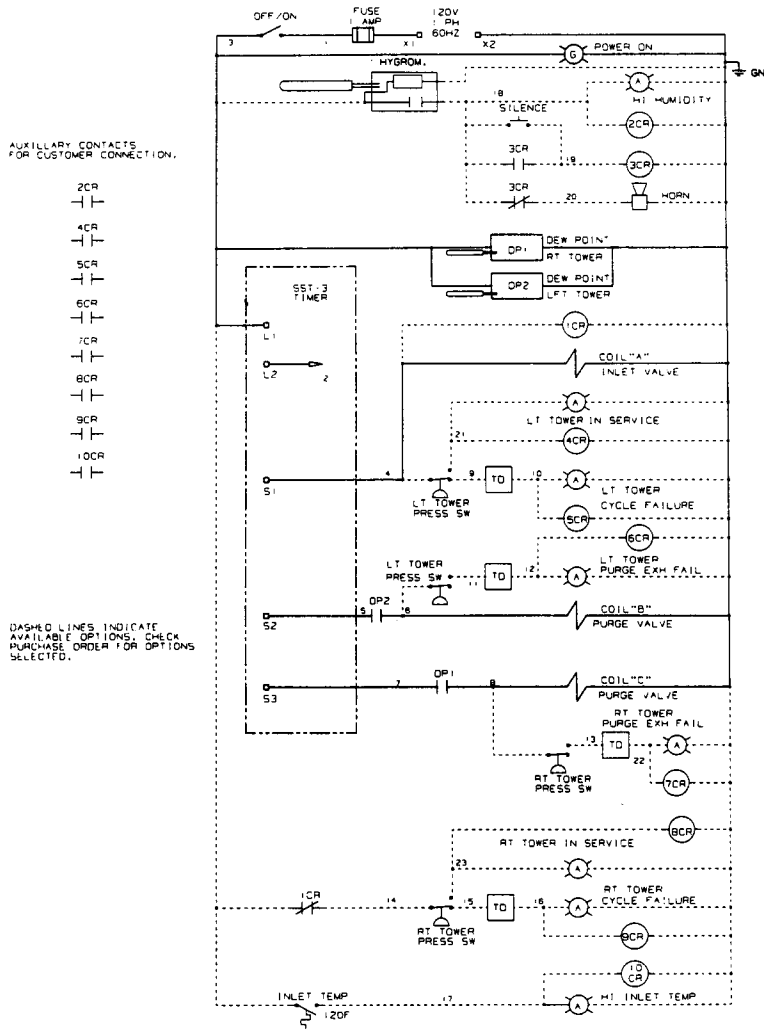 OFF/ON
FUSE
1 AMP
120V
1 PH
60HZ
3
X1
X2
G
POWER ON
GN
HYGROM.
A
HI HUMIDITY
18
SILENCE
2CR
3CR
19
3CR
3CR
20
HORN
AUXILLARY CONTACTS
FOR CUSTOMER CONNECTION.
2CR
4CR
5CR
6CR
7CR
8CR
9CR
10CR
DP1
DEW POINT
RT TOWER
DP2
DEW POINT
LFT TOWER
SST-3
TIMER
L1
L2
2
1CR
COIL"A"
INLET VALVE
A
LT TOWER IN SERVICE
21
4CR
S1
4
LT TOWER
PRESS SW
9
TD
10
A
LT TOWER
CYCLE FAILURE
5CR
6CR
LT TOWER
PRESS SW
11
TD
12
A
LT TOWER
PURGE EXH FAIL
S2
5
DP2
6
COIL"B"
PURGE VALVE
DASHED LINES INDICATE
AVAILABLE OPTIONS. CHECK
PURCHASE ORDER FOR OPTIONS
SELECTED.
S3
7
DP1
8
COIL"C"
PURGE VALVE
RT TOWER
PURGE EXH FAIL
13
TD
22
A
RT TOWER
PRESS SW
7CR
8CR
RT TOWER IN SERVICE
23
A
1CR
14
RT TOWER
PRESS SW
15
TD
16
A
RT TOWER
CYCLE FAILURE
9CR
10
CR
INLET TEMP
120F
17
A
HI INLET TEMP